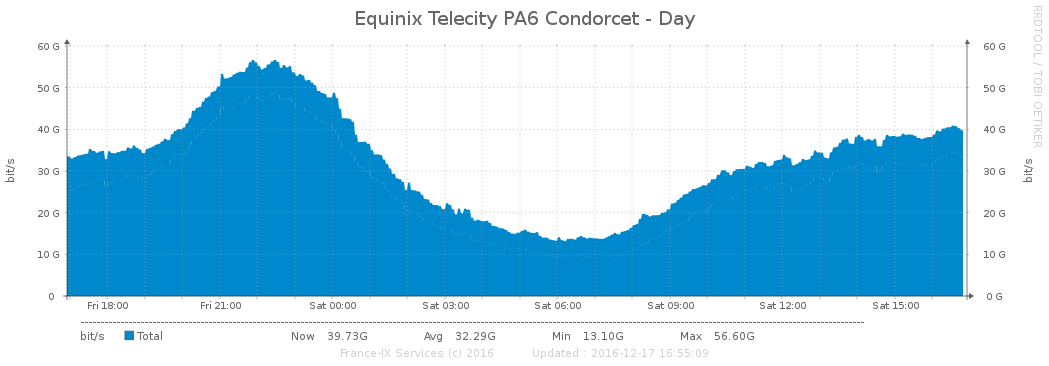 Equinix Telecity PA6 Condorcet - Day
RRDTOOL / TOBI OETIKER
60 G 60 G
50 G 50 G
40 G 40 G
30 G 30 G
20 G 20 G
10 G 10 G
0 0 G
bit/s bit/s
Fri 18:00 Fri 21:00 Sat 00:00 Sat 03:00 Sat 06:00 Sat 09:00 Sat 12:00 Sat 15:00
bit/s Total Now 39.73G Avg 32.29G Min 13.10G Max 56.60G
France-IX Services (c) 2016 Updated : 2016-12-17 16:55:09